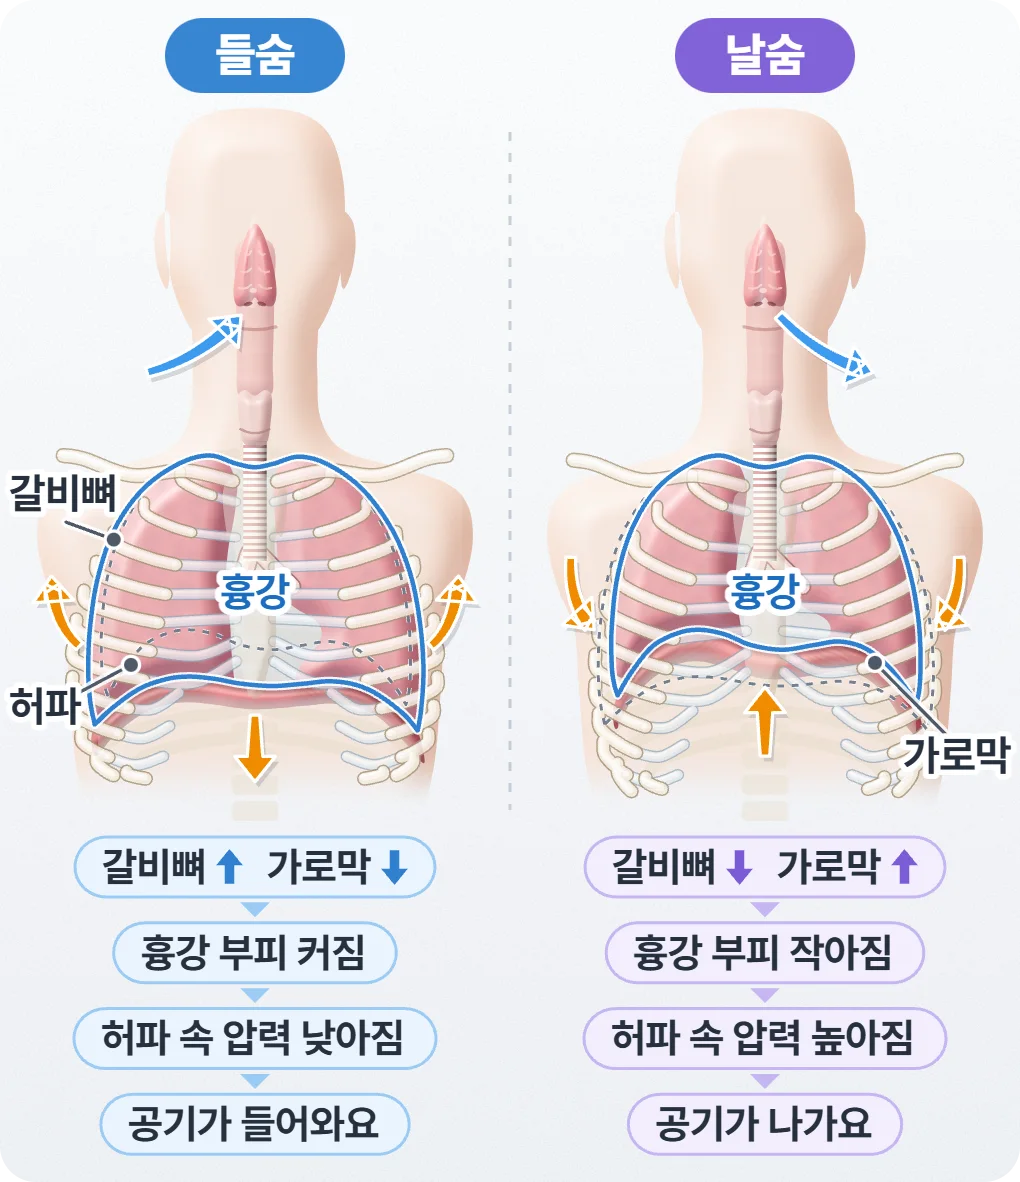 들숨
갈비뼈
흉강
허파
갈비뼈 ↑ 가로막 ↓
흉강 부피 커짐
허파 속 압력 낮아짐
공기가 들어와요
날숨
흉강
가로막
갈비뼈 ↓ 가로막 ↑
흉강 부피 작아짐
허파 속 압력 높아짐
공기가 나가요